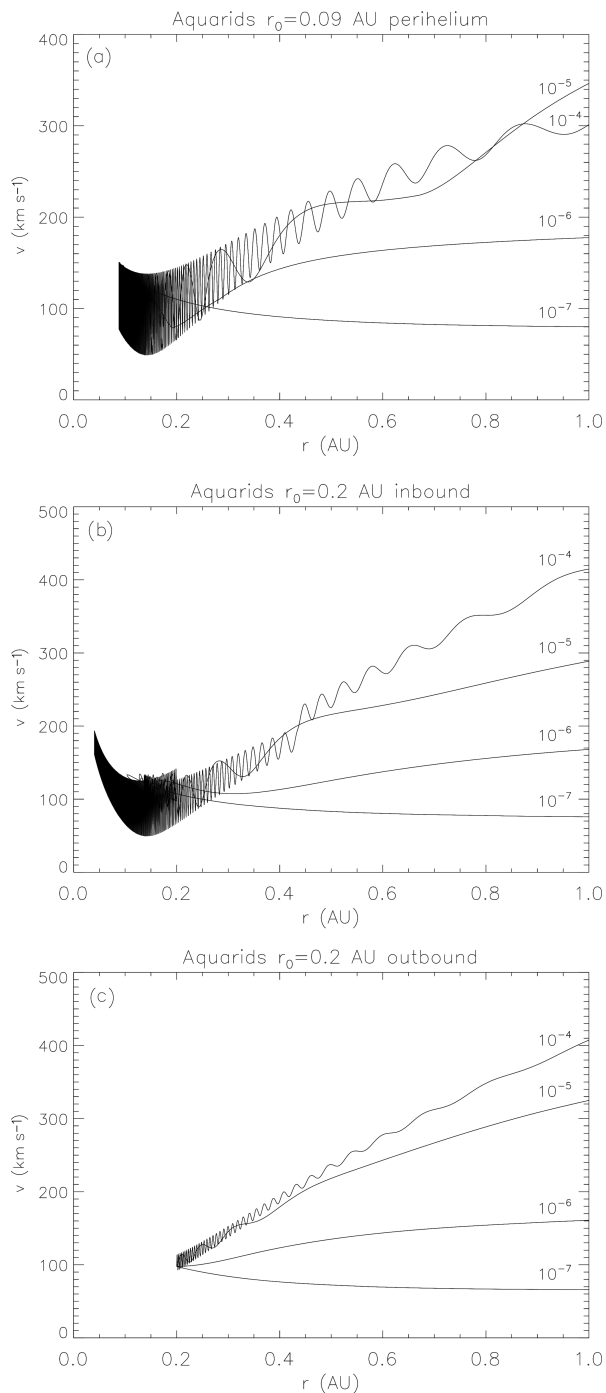 Aquarids r₀=0.09 AU perihelium
(a)
400
300
200
100
0
v (km s⁻¹)
10⁻⁵
10⁻⁴
10⁻⁶
10⁻⁷
0.0 0.2 0.4 0.6 0.8 1.0
r (AU)
Aquarids r₀=0.2 AU inbound
(b)
500
400
300
200
100
0
v (km s⁻¹)
10⁻⁴
10⁻⁵
10⁻⁶
10⁻⁷
0.0 0.2 0.4 0.6 0.8 1.0
r (AU)
Aquarids r₀=0.2 AU outbound
(c)
500
400
300
200
100
0
v (km s⁻¹)
10⁻⁴
10⁻⁵
10⁻⁶
10⁻⁷
0.0 0.2 0.4 0.6 0.8 1.0
r (AU)